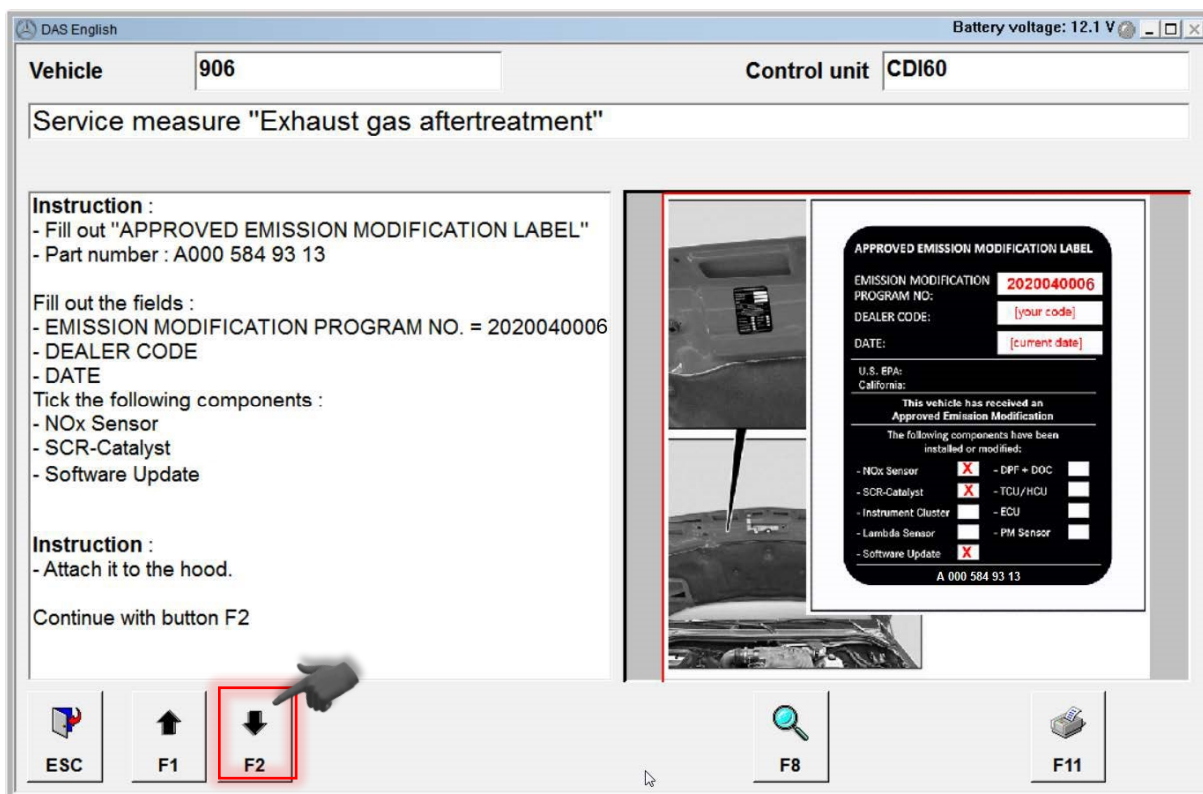 DAS English
Battery voltage: 12.1 V
Vehicle
906
Control unit
CDI60
Service measure "Exhaust gas aftertreatment"
Instruction :
- Fill out "APPROVED EMISSION MODIFICATION LABEL"
- Part number : A000 584 93 13
Fill out the fields :
- EMISSION MODIFICATION PROGRAM NO. = 2020040006
- DEALER CODE
- DATE
Tick the following components :
- NOx Sensor
- SCR-Catalyst
- Software Update
Instruction :
- Attach it to the hood.
Continue with button F2
APPROVED EMISSION MODIFICATION LABEL
EMISSION MODIFICATION
PROGRAM NO:
2020040006
DEALER CODE:
[your code]
DATE:
[current date]
U.S. EPA:
California:
This vehicle has received an
Approved Emission Modification
The following components have been
installed or modified:
- NOx Sensor X - DPF + DOC
- SCR-Catalyst X - TCU/HCU
- Instrument Cluster - ECU
- Lambda Sensor - PM Sensor
- Software Update X
A 000 584 93 13
ESC
F1
F2
F8
F11